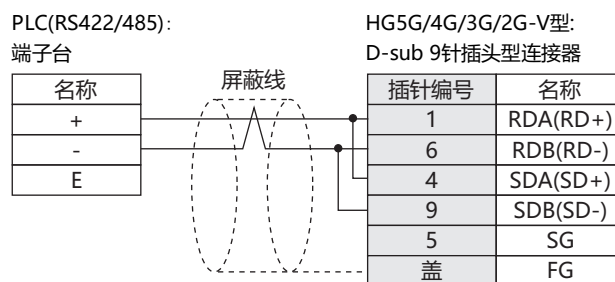 PLC(RS422/485):
端子台
HG5G/4G/3G/2G-V型:
D-sub 9针插头型连接器
名称
+
-
E
屏蔽线
插针编号 名称
1 RDA(RD+)
6 RDB(RD-)
4 SDA(SD+)
9 SDB(SD-)
5 SG
盖 FG